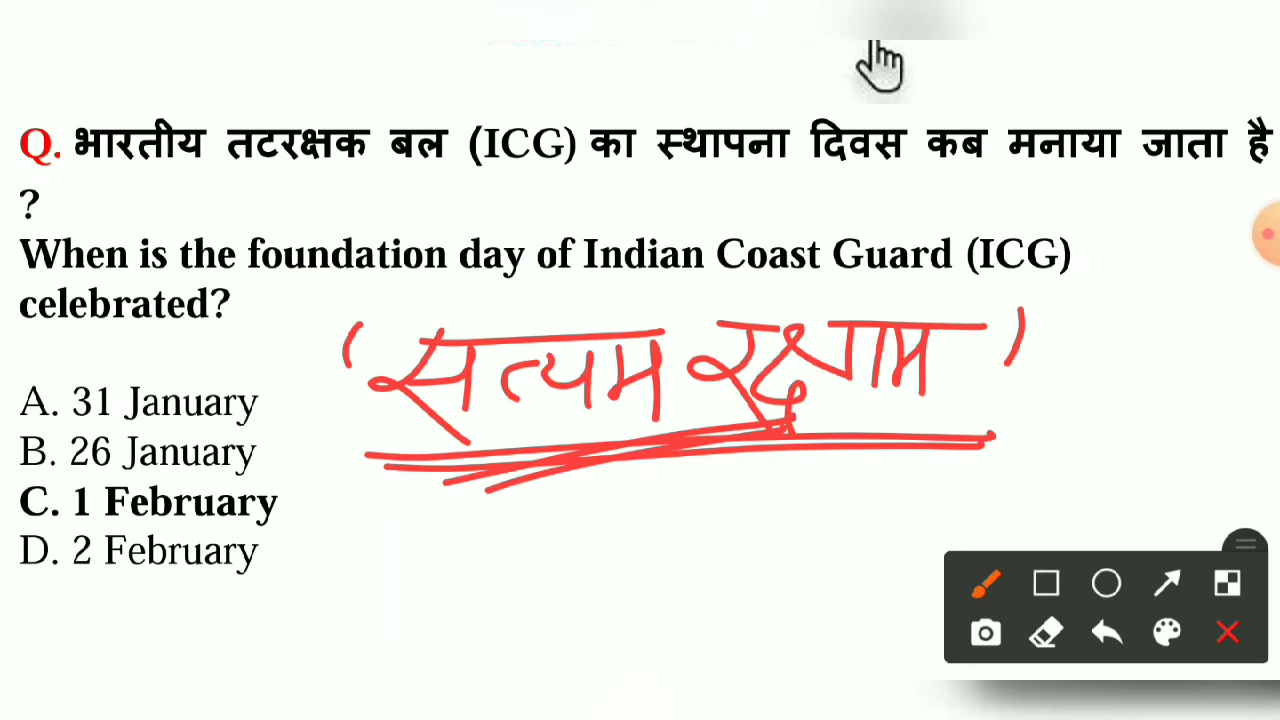 Q. भारतीय तटरक्षक बल (ICG) का स्थापना दिवस कब मनाया जाता है
?
When is the foundation day of Indian Coast Guard (ICG)
celebrated?
' सत्यम रक्षणम '
A. 31 January
B. 26 January
C. 1 February
D. 2 February